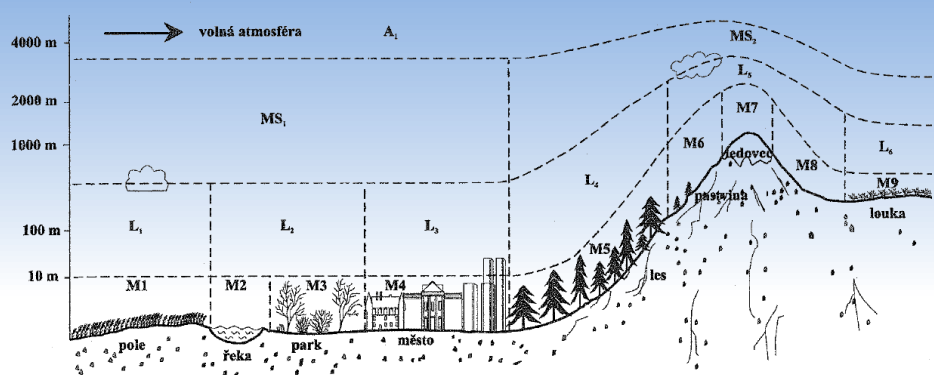 4000 m
volná atmosféra
A₁
MS₂
L₅
2000 m
MS₁
M7
1000 m
M6
ledovec
M8
L₆
L₄
M9
pastvina
louka
100 m
L₁
L₂
L₃
M5
10 m
les
M1
M2
M3
M4
pole
řeka
park
město